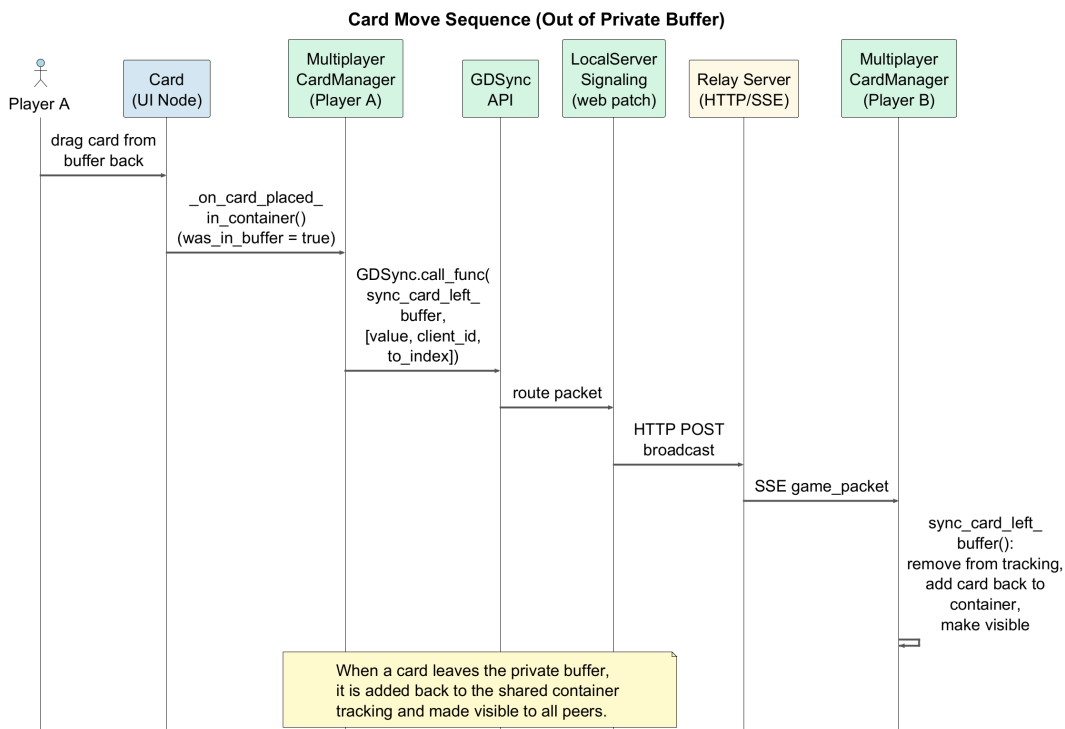 Card Move Sequence (Out of Private Buffer)
Player A
Card
(UI Node)
Multiplayer
CardManager
(Player A)
GDSync
API
LocalServer
Signaling
(web patch)
Relay Server
(HTTP/SSE)
Multiplayer
CardManager
(Player B)
drag card from
buffer back
_on_card_placed_
in_container()
(was_in_buffer = true)
GDSync.call_func(
sync_card_left_
buffer,
[value, client_id,
to_index])
route packet
HTTP POST
broadcast
SSE game_packet
sync_card_left_
buffer():
remove from tracking,
add card back to
container,
make visible
When a card leaves the private buffer,
it is added back to the shared container
tracking and made visible to all peers.